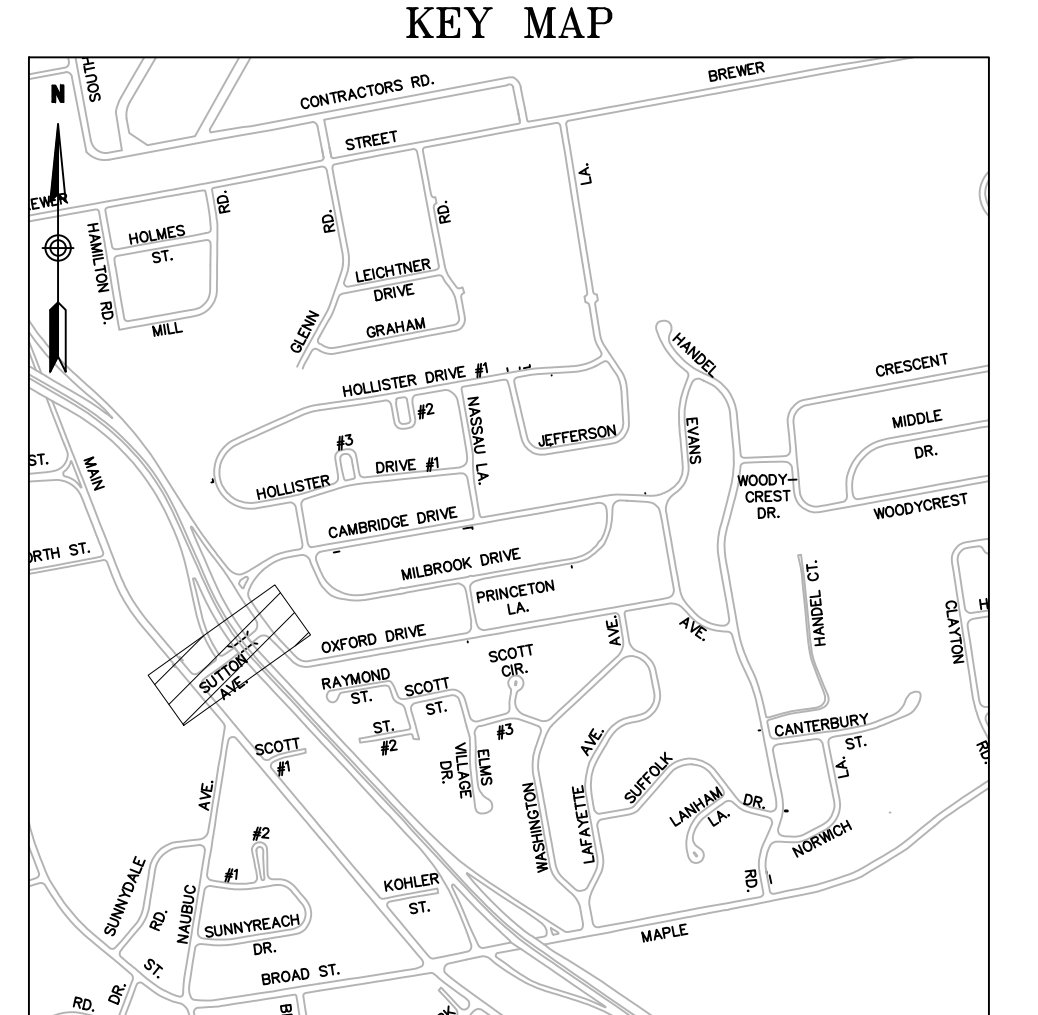 KEY MAP
SOUTH
N
CONTRACTORS RD.
BREWER
STREET
LA.
RD.
RD.
RD.
HAMILTON RD.
HOLMES
ST.
LEICHTNER
DRIVE
MILL
GLENN
GRAHAM
HANDEL
HOLLISTER DRIVE #1
CRESCENT
#2
NASSAU LA.
MIDDLE
DR.
JEFFERSON
EVANS
#3
ST.
MAIN
DRIVE #1
HOLLISTER
WOODY-
CREST
DR.
WOODYCREST
CAMBRIDGE DRIVE
ORTH ST.
MILBROOK DRIVE
PRINCETON
LA.
HANDEL CT.
CLAYTON
H
OXFORD DRIVE
AVE.
AVE.
SUTTON
AVE.
SCOTT
CIR.
RAYMOND
ST.
SCOTT
ST.
ST.
#2
#3
CANTERBURY
ST.
RD.
SCOTT
#1
VILLAGE
DR.
ELMS
AVE.
LA.
SUFFOLK
AVE.
LANHAM
LA.
DR.
WASHINGTON
LAFAYETTE
NORWICH
#2
#1
SUNNYDALE
RD.
NAUBUC
KOHLER
ST.
RD.
SUNNYREACH
DR.
MAPLE
ST.
BROAD ST.
RD.
DR.